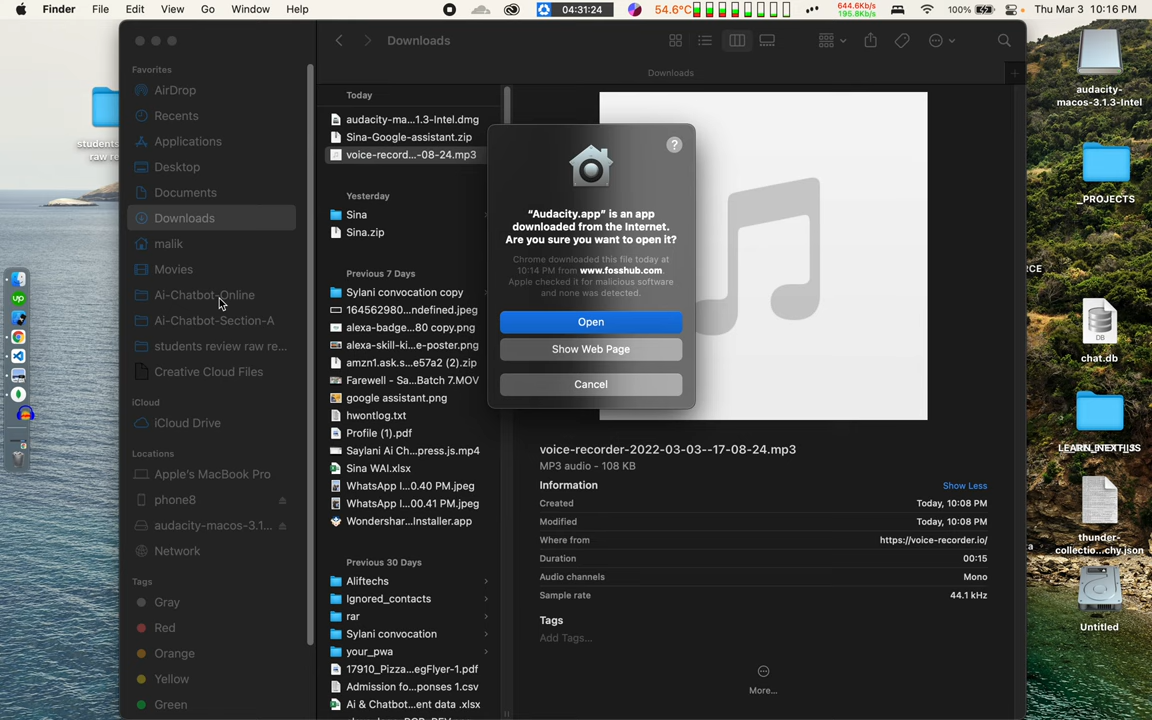 Finder File Edit View Go Window Help 04:31:24 54.6°C 644.6Kb/s 195.8Kb/s 100% Thu Mar 3 10:16 PM
Downloads
Downloads
Favorites
AirDrop
Recents
Applications
Desktop
Documents
Downloads
malik
Movies
Ai-Chatbot-Online
Ai-Chatbot-Section-A
students review raw re...
Creative Cloud Files
iCloud
iCloud Drive
Locations
Apple's MacBook Pro
phone8
audacity-macos-3.1...
Network
Tags
Gray
Red
Orange
Yellow
Green
Today
audacity-ma...1.3-Intel.dmg
Sina-Google-assistant.zip
voice-record...-08-24.mp3
Yesterday
Sina
Sina.zip
Previous 7 Days
Sylani convocation copy
164562980...ndefined.jpeg
alexa-badge...80 copy.png
alexa-skill-ki...e-poster.png
amzn1.ask.s...e57a2 (2).zip
Farewell - Sa...Batch 7.MOV
google assistant.png
hwontlog.txt
Profile (1).pdf
Saylani Ai Ch...press.js.mp4
Sina WAI.xlsx
WhatsApp I...0.40 PM.jpeg
WhatsApp I...00.41 PM.jpeg
Wondershar...Installer.app
Previous 30 Days
Aliftechs
Ignored_contacts
rar
Sylani convocation
your_pwa
17910_Pizza...egFlyer-1.pdf
Admission fo...ponses 1.csv
Ai & Chatbot...ent data .xlsx
?
"Audacity.app" is an app
downloaded from the Internet.
Are you sure you want to open it?
Chrome downloaded this file today at
10:14 PM from www.fosshub.com.
Apple checked it for malicious software
and none was detected.
Open
Show Web Page
Cancel
voice-recorder-2022-03-03--17-08-24.mp3
MP3 audio - 108 KB
Information Show Less
Created Today, 10:08 PM
Modified Today, 10:08 PM
Where from https://voice-recorder.io/
Duration 00:15
Audio channels Mono
Sample rate 44.1 kHz
Tags
Add Tags...
More...
students
raw re
up
audacity-
macos-3.1.3-Intel
_PROJECTS
RCE
DB
chat.db
thunder-
collectio...chy.json
Untitled